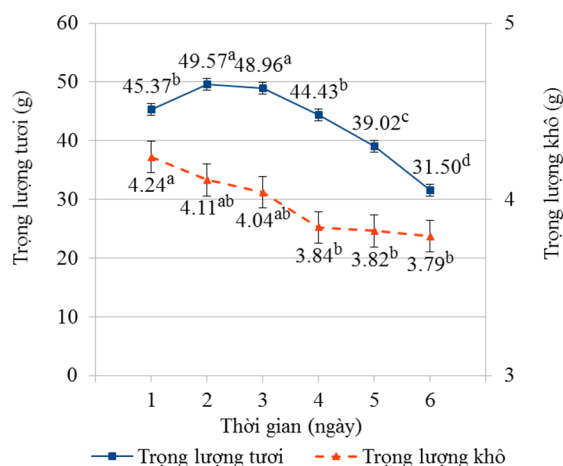 Trọng lượng tươi (g)
60
50
40
30
20
10
0
45.37b
49.57a
48.96a
44.43b
39.02c
31.50d
4.24a
4.11ab
4.04ab
3.84b
3.82b
3.79b
5
4
3
Trọng lượng khô (g)
1 2 3 4 5 6
Thời gian (ngày)
Trọng lượng tươi Trọng lượng khô